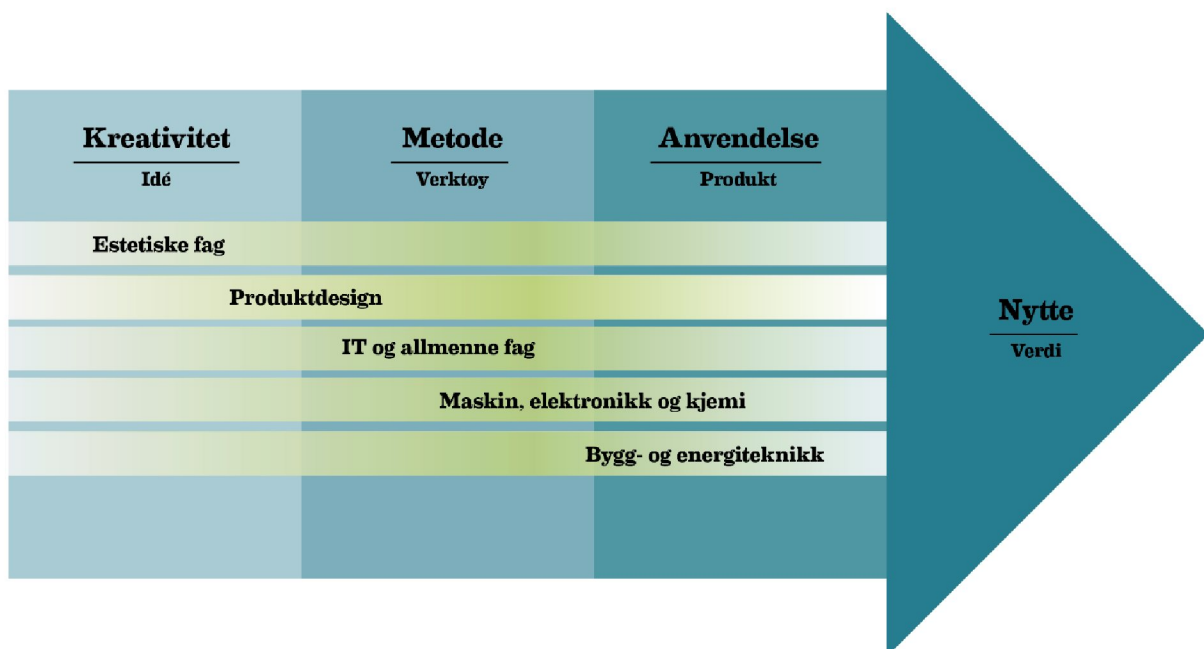 Kreativitet
Idé
Metode
Verktøy
Anvendelse
Produkt
Estetiske fag
Produktdesign
IT og allmenne fag
Maskin, elektronikk og kjemi
Bygg- og energiteknikk
Nytte
Verdi